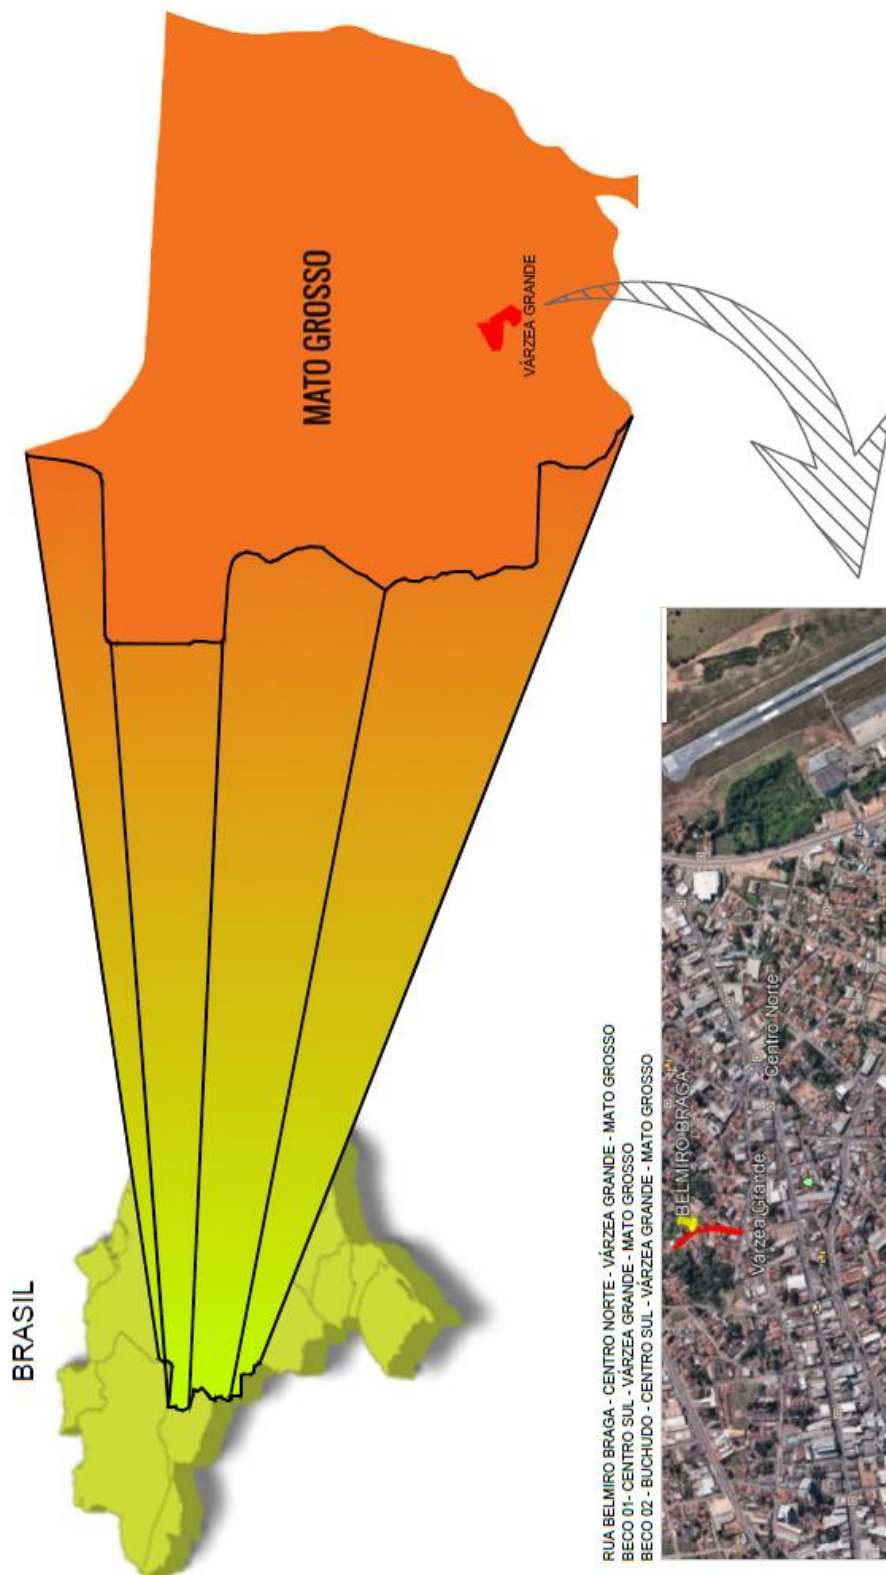 BRASIL
MATO GROSSO
VÁRZEA GRANDE
RUA BELMIRO BRAGA - CENTRO NORTE - VÁRZEA GRANDE - MATO GROSSO
BECO 01- CENTRO SUL - VÁRZEA GRANDE - MATO GROSSO
BECO 02 - BUCHUDO - CENTRO SUL - VÁRZEA GRANDE - MATO GROSSO
BELMIRO BRAGA
Várzea Grande
Centro Norte